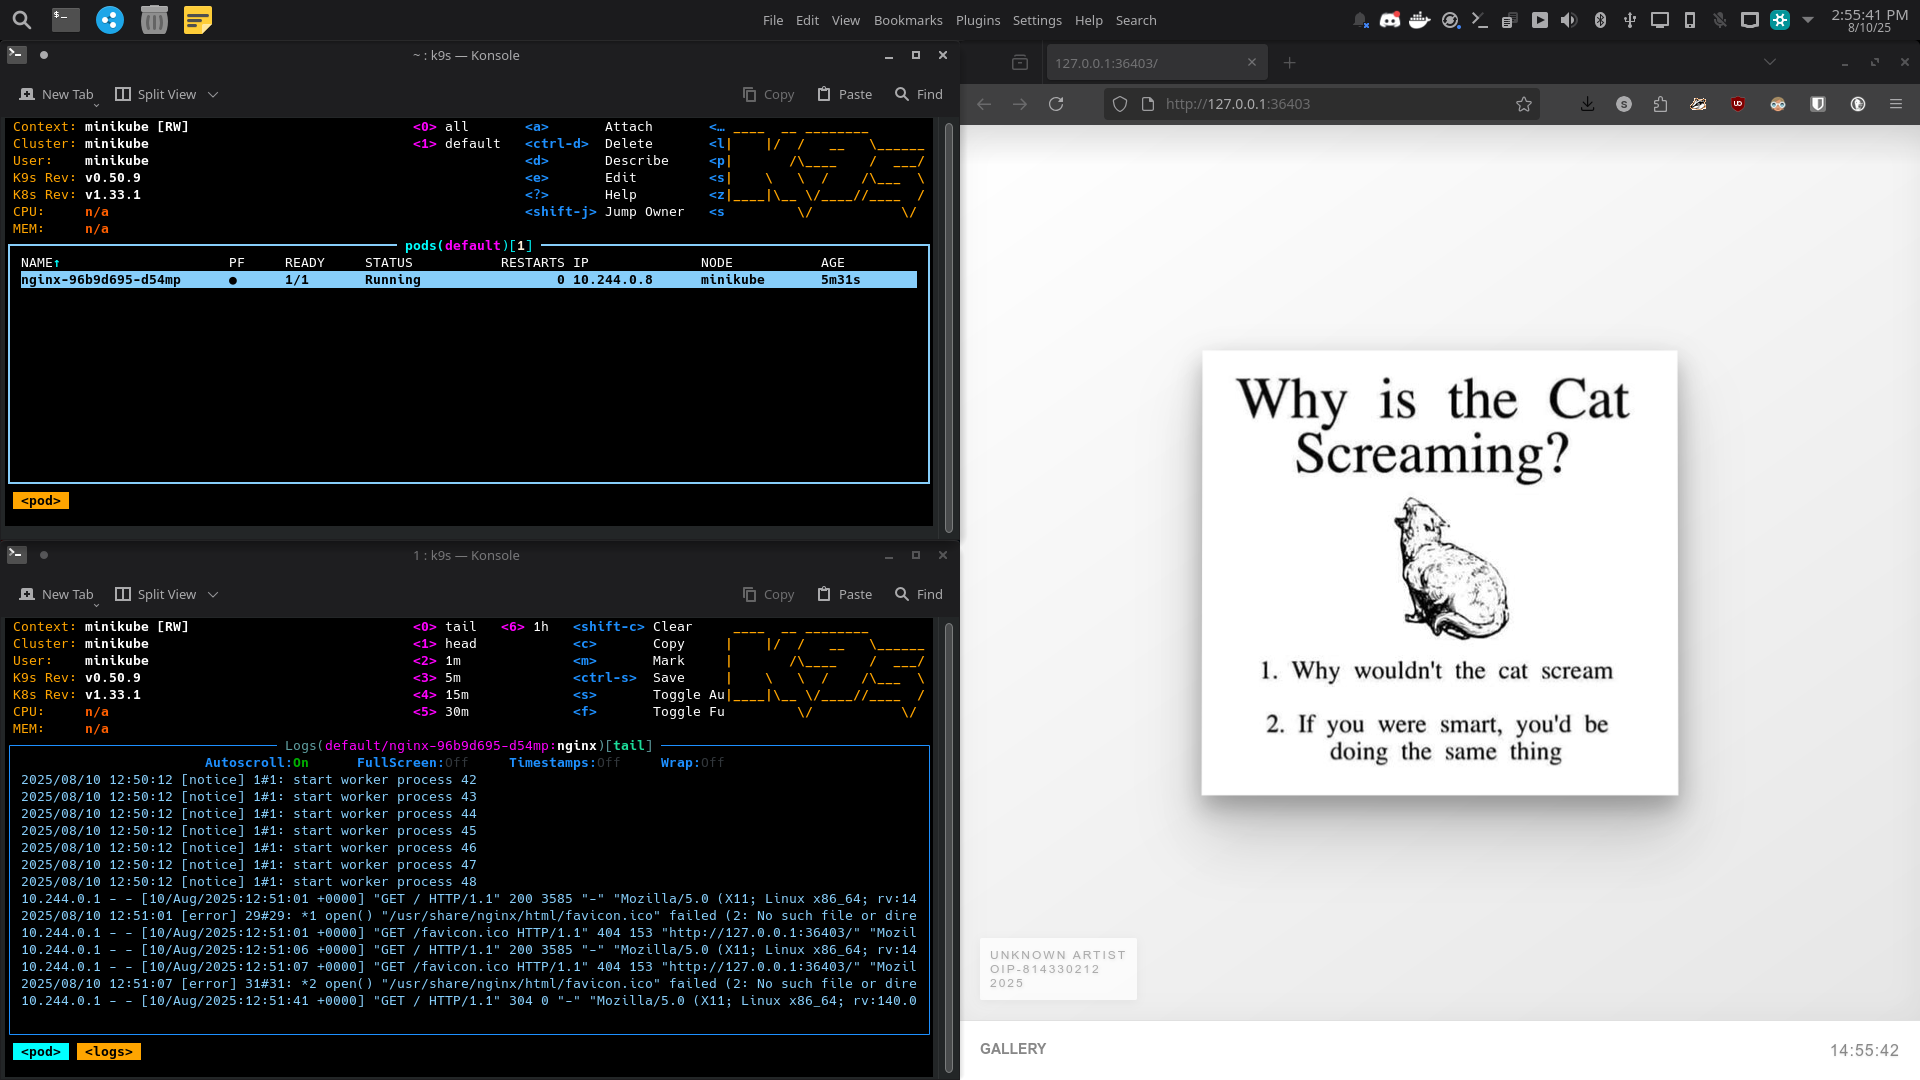 File Edit View Bookmarks Plugins Settings Help Search
2:55:41 PM
8/10/25
~ : k9s — Konsole
New Tab Split View Copy Paste Find
Context: minikube [RW] <0> all <a> Attach <…
Cluster: minikube <1> default <ctrl-d> Delete <l
User: minikube <d> Describe <p
K9s Rev: v0.50.9 <e> Edit <s
K8s Rev: v1.33.1 <?> Help <z
CPU: n/a <shift-j> Jump Owner <s
MEM: n/a
pods(default)[1]
NAME↑ PF READY STATUS RESTARTS IP NODE AGE
nginx-96b9d695-d54mp ● 1/1 Running 0 10.244.0.8 minikube 5m31s
<pod>
1 : k9s — Konsole
New Tab Split View Copy Paste Find
Context: minikube [RW] <0> tail <6> 1h <shift-c> Clear
Cluster: minikube <1> head <c> Copy
User: minikube <2> 1m <m> Mark
K9s Rev: v0.50.9 <3> 5m <ctrl-s> Save
K8s Rev: v1.33.1 <4> 15m <s> Toggle Au
CPU: n/a <5> 30m <f> Toggle Fu
MEM: n/a
Logs(default/nginx-96b9d695-d54mp:nginx)[tail]
Autoscroll:On FullScreen:Off Timestamps:Off Wrap:Off
2025/08/10 12:50:12 [notice] 1#1: start worker process 42
2025/08/10 12:50:12 [notice] 1#1: start worker process 43
2025/08/10 12:50:12 [notice] 1#1: start worker process 44
2025/08/10 12:50:12 [notice] 1#1: start worker process 45
2025/08/10 12:50:12 [notice] 1#1: start worker process 46
2025/08/10 12:50:12 [notice] 1#1: start worker process 47
2025/08/10 12:50:12 [notice] 1#1: start worker process 48
10.244.0.1 - - [10/Aug/2025:12:51:01 +0000] "GET / HTTP/1.1" 200 3585 "-" "Mozilla/5.0 (X11; Linux x86_64; rv:14
2025/08/10 12:51:01 [error] 29#29: *1 open() "/usr/share/nginx/html/favicon.ico" failed (2: No such file or dire
10.244.0.1 - - [10/Aug/2025:12:51:01 +0000] "GET /favicon.ico HTTP/1.1" 404 153 "http://127.0.0.1:36403/" "Mozil
10.244.0.1 - - [10/Aug/2025:12:51:06 +0000] "GET / HTTP/1.1" 200 3585 "-" "Mozilla/5.0 (X11; Linux x86_64; rv:14
10.244.0.1 - - [10/Aug/2025:12:51:07 +0000] "GET /favicon.ico HTTP/1.1" 404 153 "http://127.0.0.1:36403/" "Mozil
2025/08/10 12:51:07 [error] 31#31: *2 open() "/usr/share/nginx/html/favicon.ico" failed (2: No such file or dire
10.244.0.1 - - [10/Aug/2025:12:51:41 +0000] "GET / HTTP/1.1" 304 0 "-" "Mozilla/5.0 (X11; Linux x86_64; rv:140.0
<pod> <logs>
127.0.0.1:36403/
http://127.0.0.1:36403
Why is the Cat
Screaming?
1. Why wouldn't the cat scream
2. If you were smart, you'd be
doing the same thing
UNKNOWN ARTIST
OIP-814330212
2025
GALLERY
14:55:42